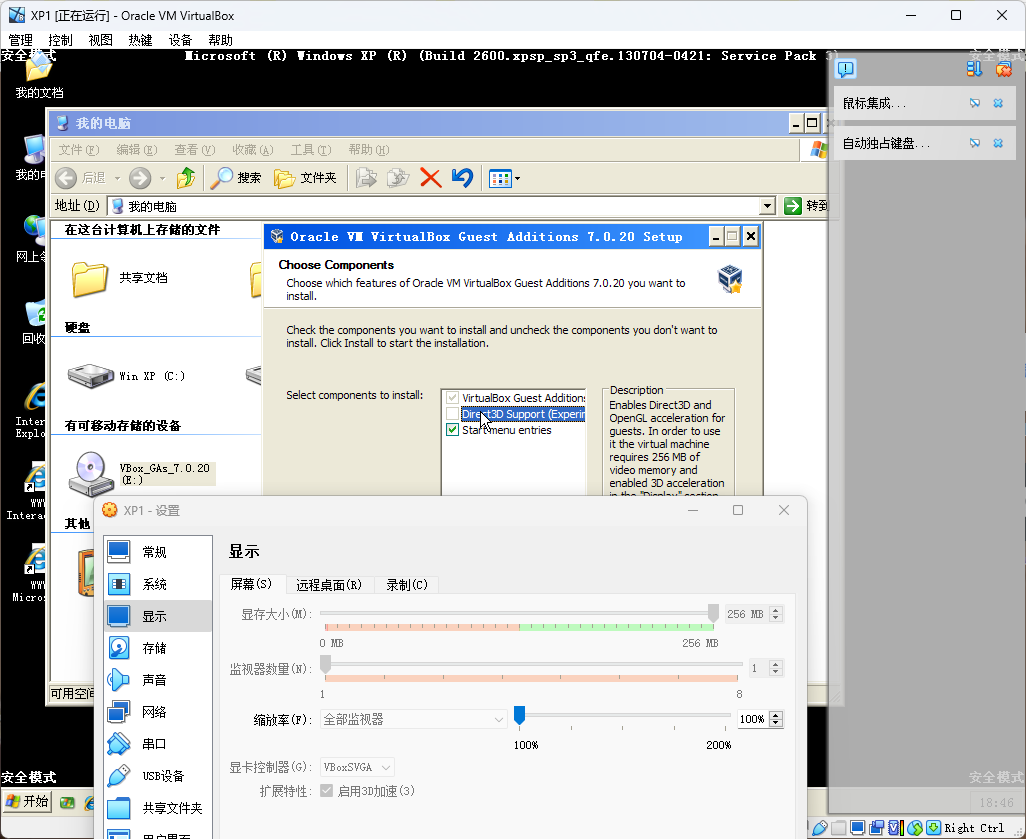 XP1 [正在运行] - Oracle VM VirtualBox
管理 控制 视图 热键 设备 帮助
安全模式
Microsoft (R) Windows XP (R) (Build 2600.xpsp_sp3_qfe.130704-0421: Service Pack 3)
安全模式
我的文档
鼠标集成...
自动独占键盘...
我的电脑
文件(F) 编辑(E) 查看(V) 收藏(A) 工具(T) 帮助(H)
后退 搜索 文件夹
地址(D) 我的电脑 转到
在这台计算机上存储的文件
共享文档
硬盘
Win XP (C:)
有可移动存储的设备
VBox_GAs_7.0.20
(E:)
其他
可用空间
我的
网上
回收
Inter
Explo
WWW
Interac
WWW
Micros
Oracle VM VirtualBox Guest Additions 7.0.20 Setup
Choose Components
Choose which features of Oracle VM VirtualBox Guest Additions 7.0.20 you want to
install.
Check the components you want to install and uncheck the components you don't want to
install. Click Install to start the installation.
Select components to install:
VirtualBox Guest Additions
Direct3D Support (Experim
Start menu entries
Description
Enables Direct3D and
OpenGL acceleration for
guests. In order to use
it the virtual machine
requires 256 MB of
video memory and
enabled 3D acceleration
in the "Display" section
XP1 - 设置
常规
系统
显示
存储
声音
网络
串口
USB设备
共享文件夹
用户界面
显示
屏幕(S) 远程桌面(R) 录制(C)
显存大小(M): 256 MB
0 MB 256 MB
监视器数量(N): 1
1 8
缩放率(F): 全部监视器 100%
100% 200%
显卡控制器(G): VBoxSVGA
扩展特性: 启用3D加速(3)
安全模式
安全模式
开始
18:46
Right Ctrl